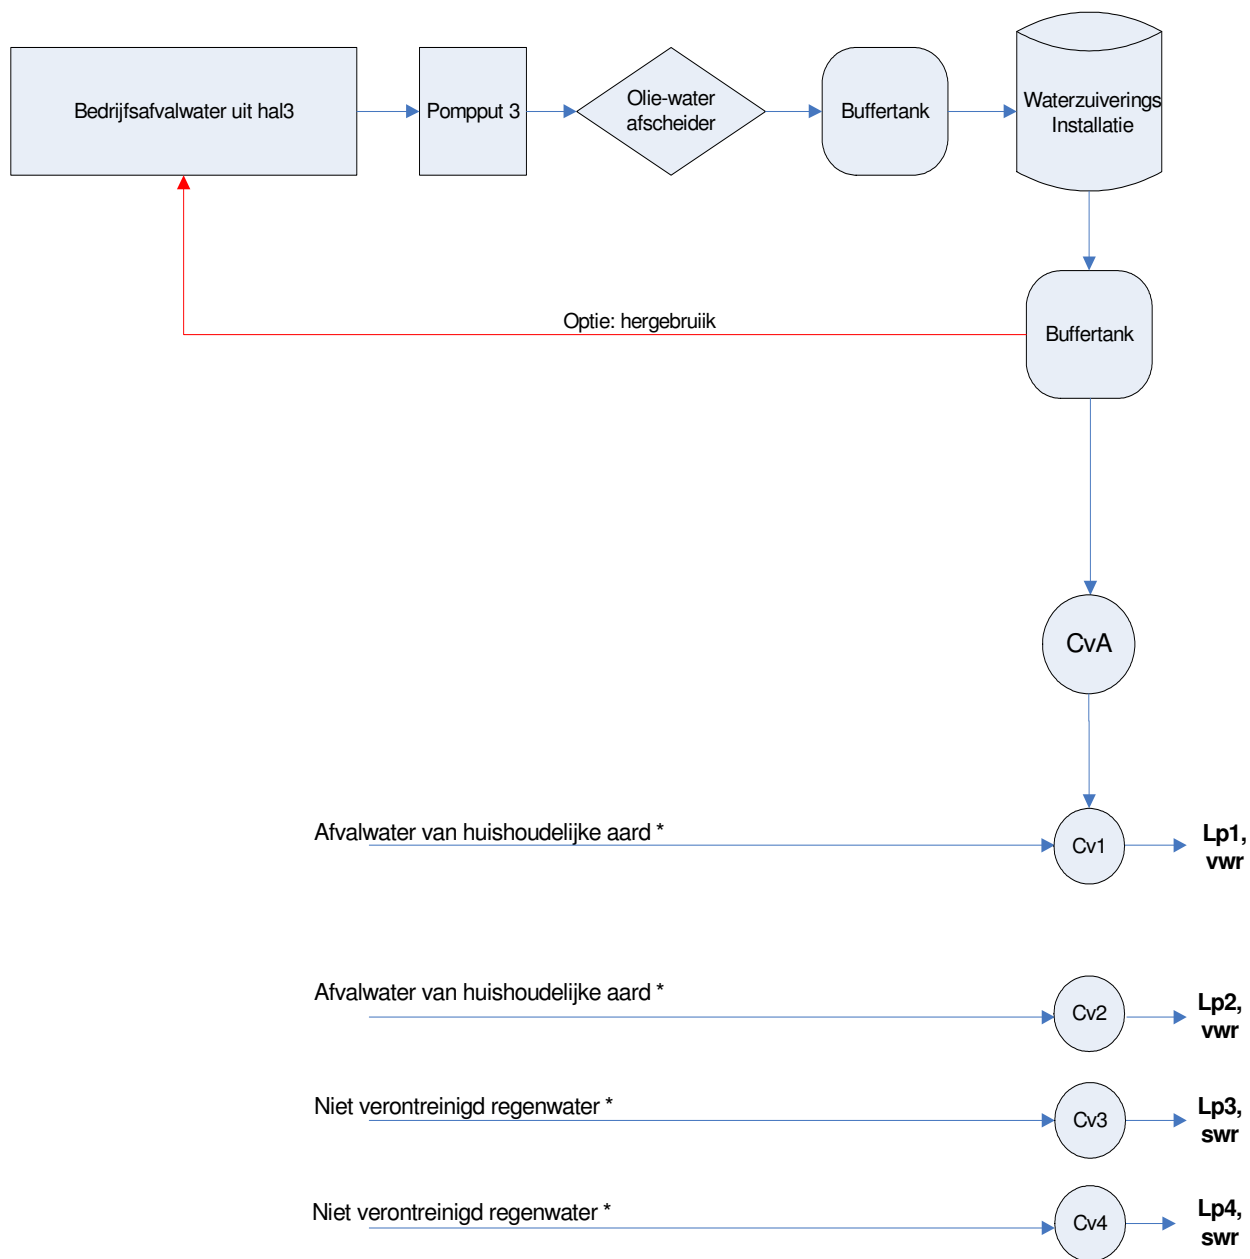 Bedrijfsafvalwater uit hal3
Pompput 3
Olie-water
afscheider
Buffertank
Waterzuiverings
Installatie
Optie: hergebruiik
Buffertank
CvA
Afvalwater van huishoudelijke aard *
Cv1
Lp1,
vwr
Afvalwater van huishoudelijke aard *
Cv2
Lp2,
vwr
Niet verontreinigd regenwater *
Cv3
Lp3,
swr
Niet verontreinigd regenwater *
Cv4
Lp4,
swr